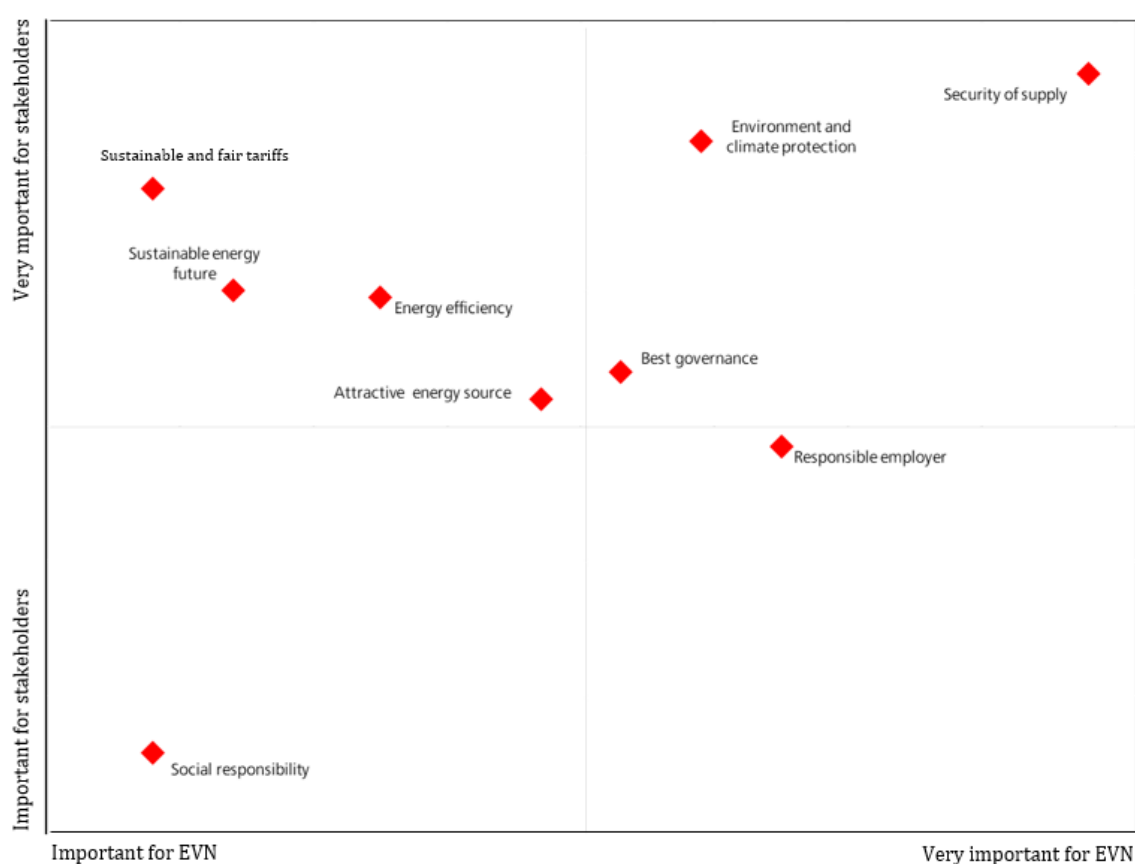 Very mportant for stakeholders
Security of supply
Environment and
climate protection
Sustainable and fair tariffs
Sustainable energy
future
Energy efficiency
Best governance
Attractive energy source
Responsible employer
Important for stakeholders
Social responsibility
Important for EVN
Very important for EVN